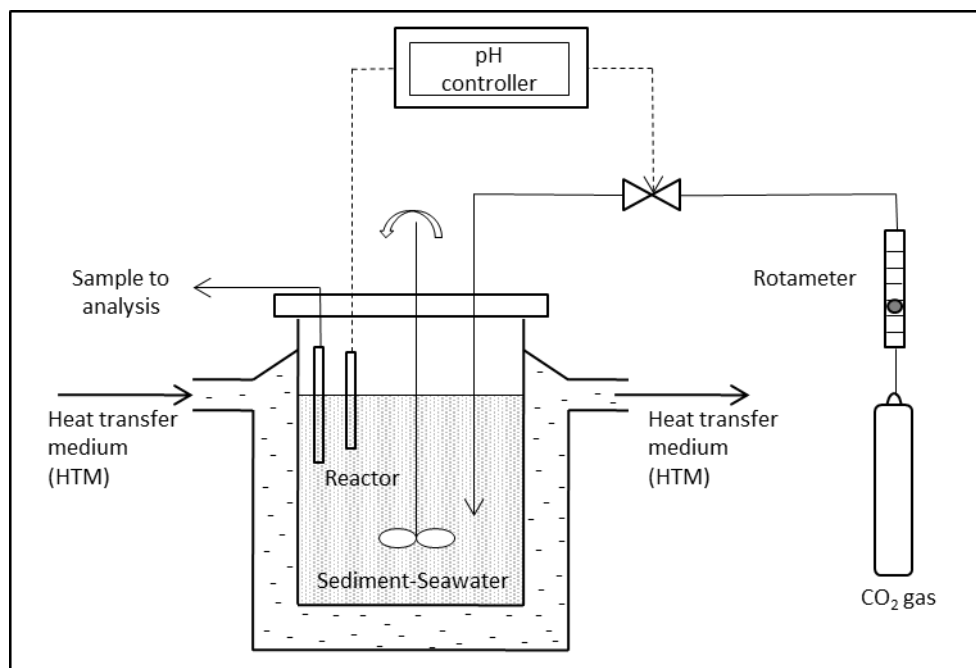 pH
controller
Sample to
analysis
Rotameter
Heat transfer
medium
(HTM)
Heat transfer
medium
(HTM)
Reactor
Sediment-Seawater
CO₂ gas